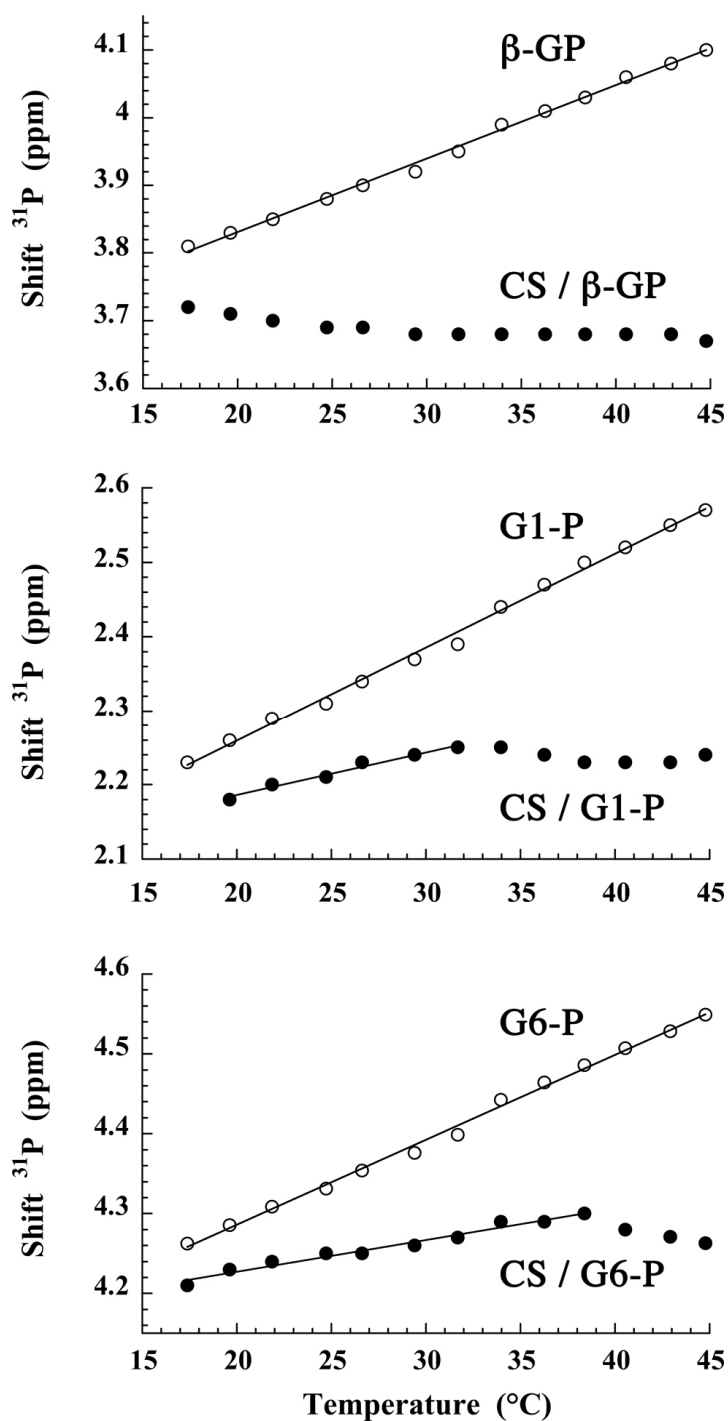 4.1
β-GP
4
3.9
Shift ³¹P (ppm)
3.8
CS / β-GP
3.7
3.6
15 20 25 30 35 40 45
2.6
G1-P
2.5
2.4
Shift ³¹P (ppm)
2.3
2.2
CS / G1-P
2.1
15 20 25 30 35 40 45
4.6
G6-P
4.5
4.4
Shift ³¹P (ppm)
4.3
CS / G6-P
4.2
15 20 25 30 35 40 45
Temperature (°C)